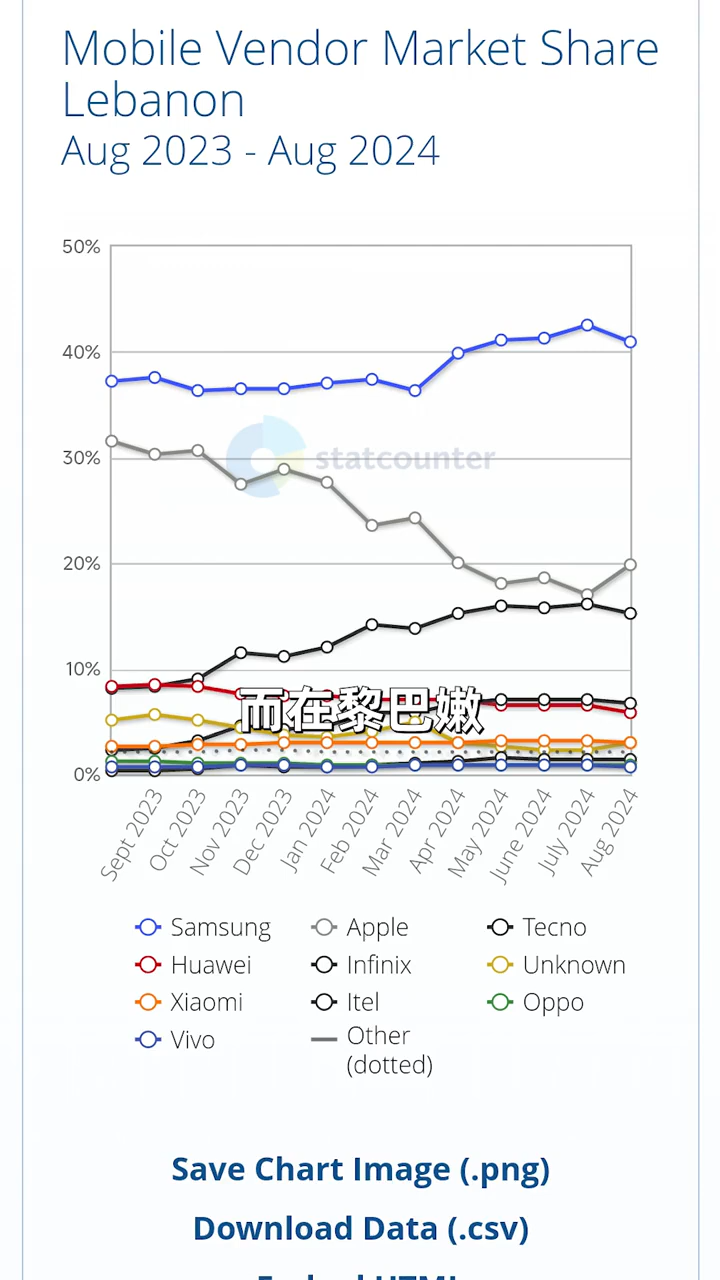 Mobile Vendor Market Share
Lebanon
Aug 2023 - Aug 2024
50%
40%
30%
20%
10%
0%
statcounter
而在黎巴嫩
Sept 2023
Oct 2023
Nov 2023
Dec 2023
Jan 2024
Feb 2024
Mar 2024
Apr 2024
May 2024
June 2024
July 2024
Aug 2024
Samsung Apple Tecno
Huawei Infinix Unknown
Xiaomi Itel Oppo
Vivo Other
(dotted)
Save Chart Image (.png)
Download Data (.csv)